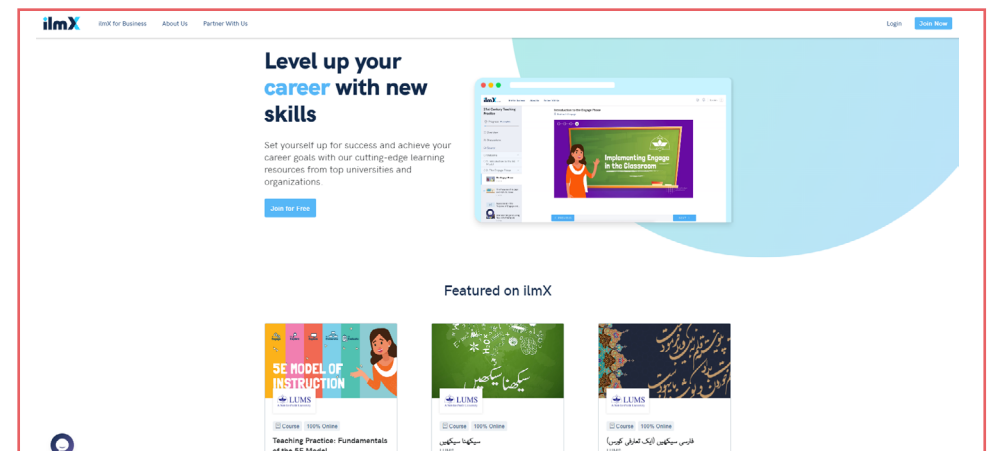 ilmX
ilmX for Business
About Us
Partner With Us
Login
Join Now
Level up your
career with new
skills
Set yourself up for success and achieve your
career goals with our cutting-edge learning
resources from top universities and
organizations.
Join for Free
Implementing Engage
in the Classroom
Featured on ilmX
5E MODEL OF
INSTRUCTION
LUMS
Course
100% Online
Teaching Practice: Fundamentals
of the 5E Model
سیکھنا سیکھیں
LUMS
Course
100% Online
سیکھنا سیکھیں
LUMS
LUMS
Course
100% Online
فارسی سیکھیں (ایک تعارفی کورس)
LUMS